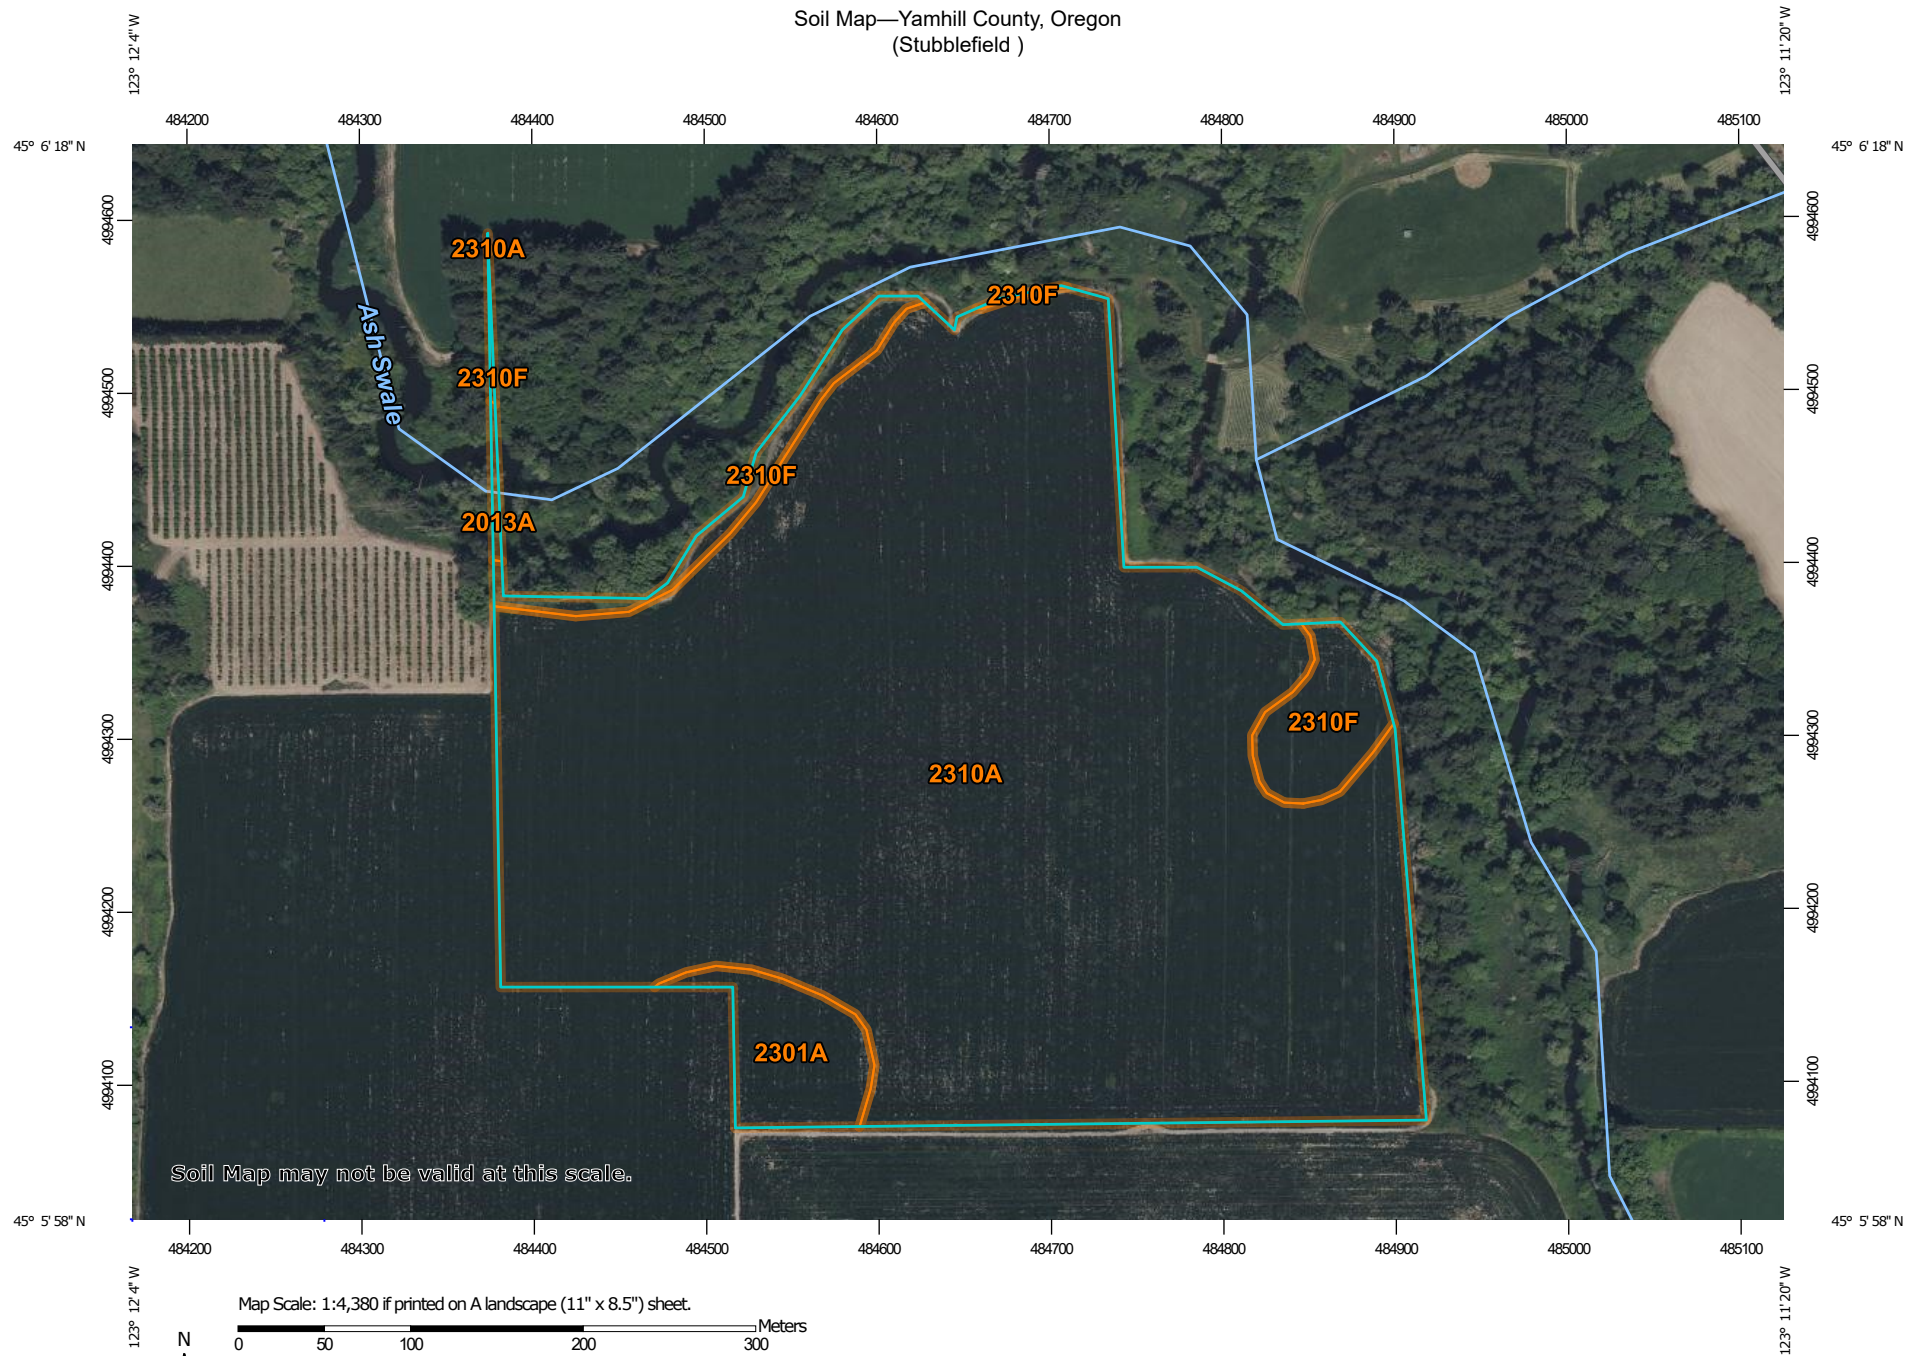 Soil Map—Yamhill County, Oregon
(Stubblefield )
123° 12' 4'' W
123° 11' 20'' W
484200 484300 484400 484500 484600 484700 484800 484900 485000 485100
45° 6' 18'' N
45° 6' 18'' N
4994600
4994600
2310A
2310F
Ash Swale
2310F
4994500
4994500
2310F
2013A
4994400
4994400
2310F
4994300
4994300
2310A
4994200
4994200
2301A
4994100
4994100
Soil Map may not be valid at this scale.
45° 5' 58'' N
45° 5' 58'' N
484200 484300 484400 484500 484600 484700 484800 484900 485000 485100
123° 12' 4'' W
123° 11' 20'' W
Map Scale: 1:4,380 if printed on A landscape (11" x 8.5") sheet.
Meters
N
0 50 100 200 300